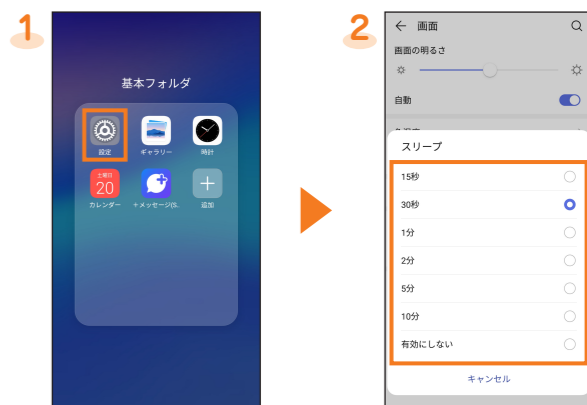 1
基本フォルダ
設定
ギャラリー
時計
土曜日
20
カレンダー
+メッセージ(S.
追加
2
画面
画面の明るさ
自動
スリープ
15秒
30秒
1分
2分
5分
10分
有効にしない
キャンセル